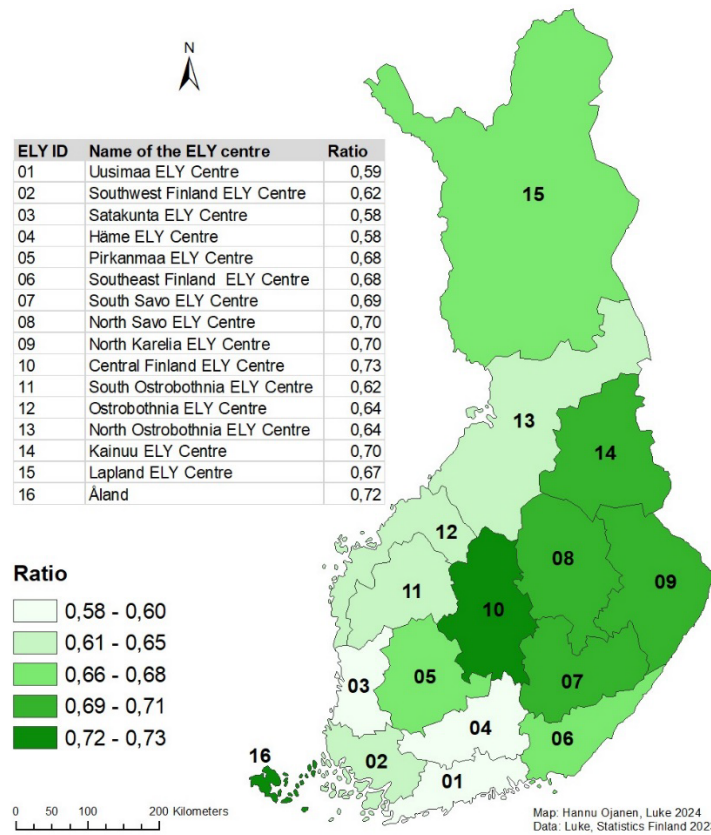 N
ELY ID Name of the ELY centre Ratio
01 Uusimaa ELY Centre 0,59
02 Southwest Finland ELY Centre 0,62
03 Satakunta ELY Centre 0,58
04 Häme ELY Centre 0,58
05 Pirkanmaa ELY Centre 0,68
06 Southeast Finland ELY Centre 0,68
07 South Savo ELY Centre 0,69
08 North Savo ELY Centre 0,70
09 North Karelia ELY Centre 0,70
10 Central Finland ELY Centre 0,73
11 South Ostrobothnia ELY Centre 0,62
12 Ostrobothnia ELY Centre 0,64
13 North Ostrobothnia ELY Centre 0,64
14 Kainuu ELY Centre 0,70
15 Lapland ELY Centre 0,67
16 Åland 0,72
15
13
14
12
08
09
11
10
05
07
03
04
06
02
01
16
Ratio
0,58 - 0,60
0,61 - 0,65
0,66 - 0,68
0,69 - 0,71
0,72 - 0,73
0 50 100 200 Kilometers
Map: Hannu Ojanen, Luke 2024
Data: Luke, Statistics Finland